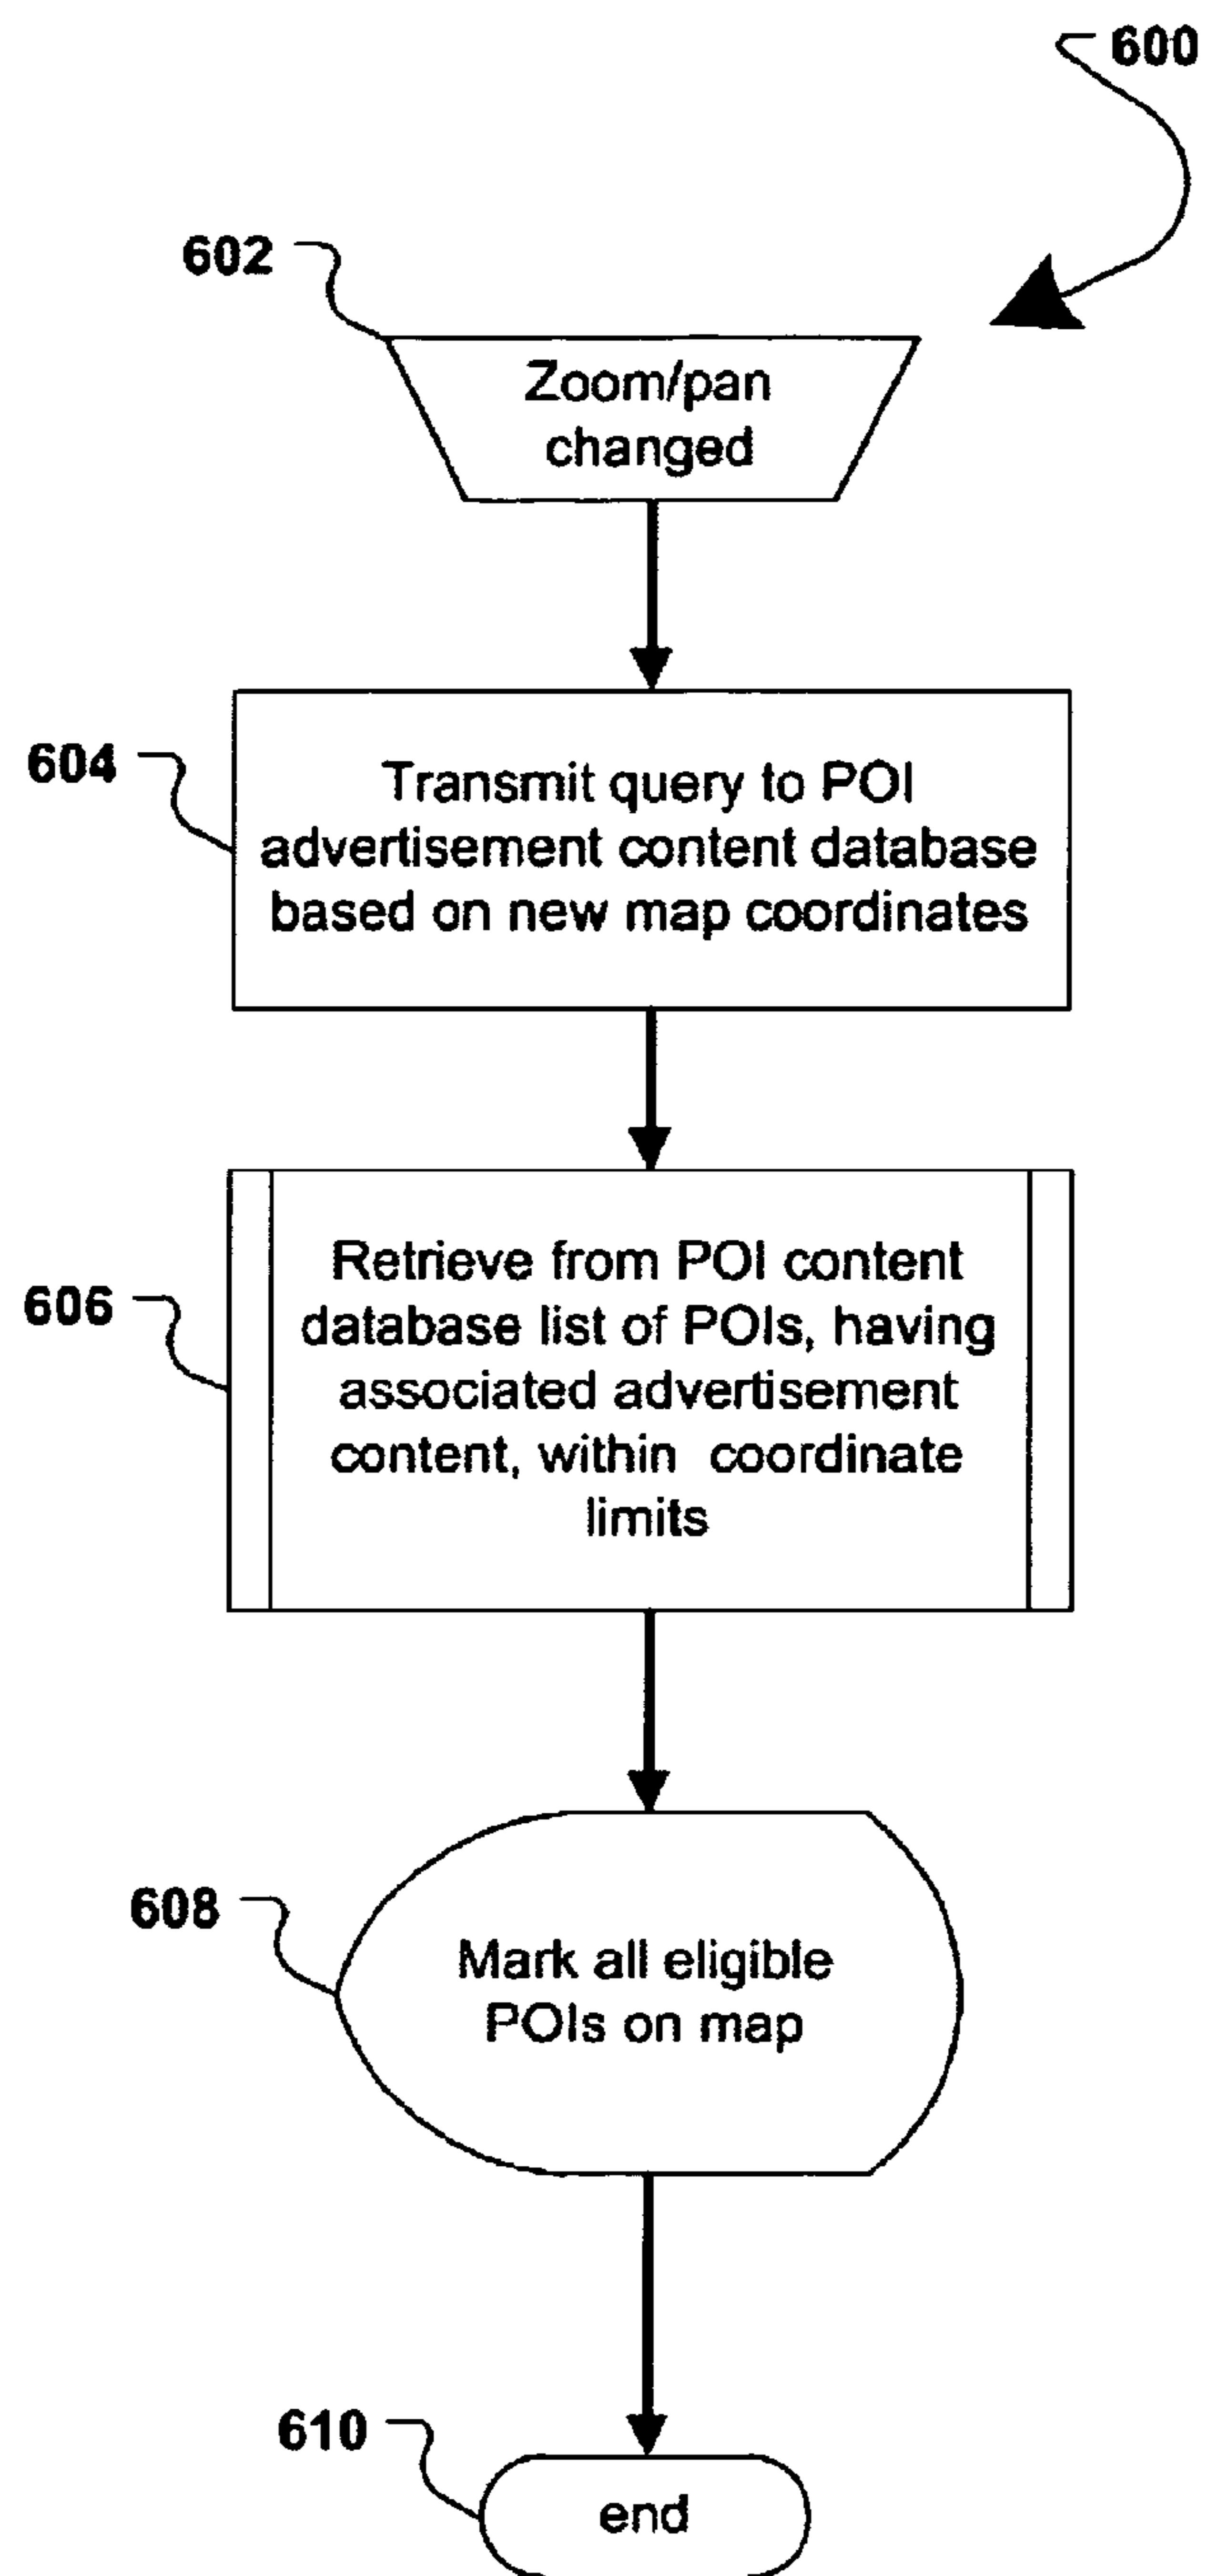 600
602
Zoom/pan
changed
604
Transmit query to POI
advertisement content database
based on new map coordinates
606
Retrieve from POI content
database list of POIs, having
associated advertisement
content, within coordinate
limits
608
Mark all eligible
POIs on map
610
end